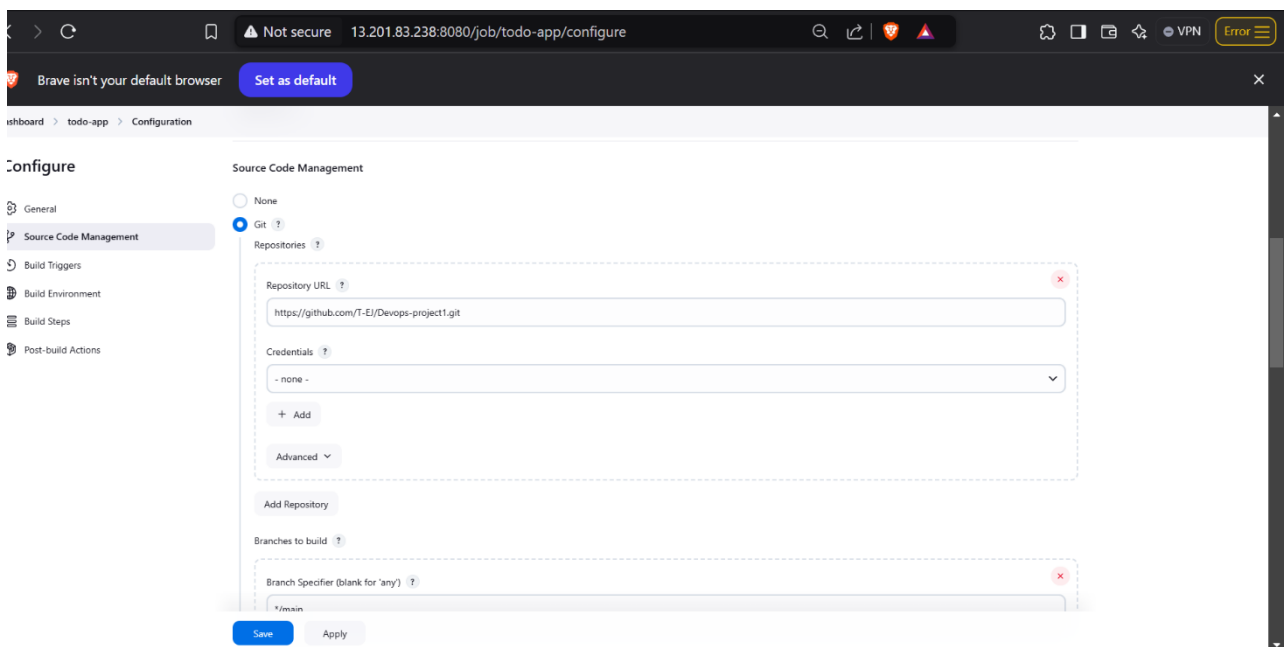 Not secure 13.201.83.238:8080/job/todo-app/configure VPN Error
Brave isn't your default browser Set as default
ashboard > todo-app > Configuration
Configure
General
Source Code Management
Build Triggers
Build Environment
Build Steps
Post-build Actions
Source Code Management
None
Git ?
Repositories ?
Repository URL ?
https://github.com/T-EJ/Devops-project1.git
Credentials ?
- none -
+ Add
Advanced
Add Repository
Branches to build ?
Branch Specifier (blank for 'any') ?
*/main
Save Apply